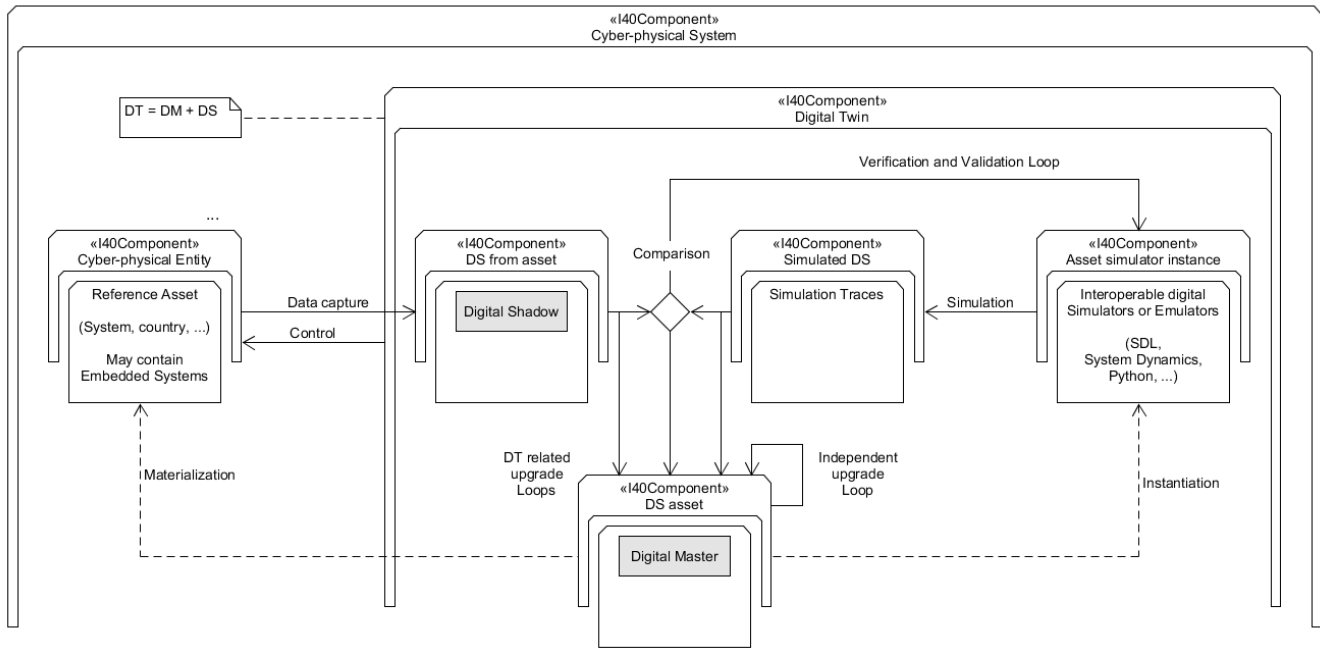 «I40Component»
Cyber-physical System
DT = DM + DS
«I40Component»
Digital Twin
Verification and Validation Loop
...
«I40Component»
Cyber-physical Entity
Reference Asset
(System, country, ...)
May contain
Embedded Systems
Data capture
Control
«I40Component»
DS from asset
Digital Shadow
Comparison
«I40Component»
Simulated DS
Simulation Traces
Simulation
«I40Component»
Asset simulator instance
Interoperable digital
Simulators or Emulators
(SDL,
System Dynamics,
Python, ...)
Materialization
DT related
upgrade
Loops
Independent
upgrade
Loop
Instantiation
«I40Component»
DS asset
Digital Master